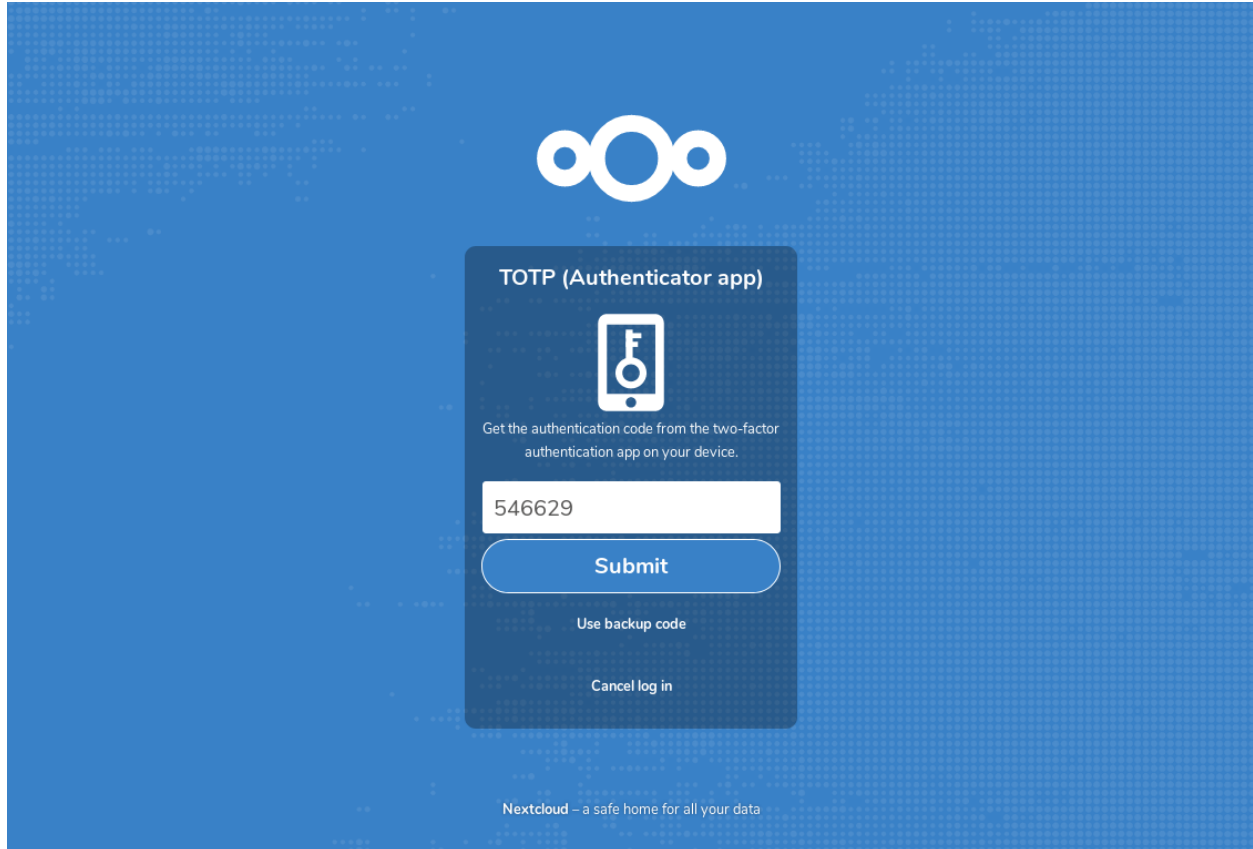 TOTP (Authenticator app)
Get the authentication code from the two-factor
authentication app on your device.
546629
Submit
Use backup code
Cancel log in
Nextcloud – a safe home for all your data